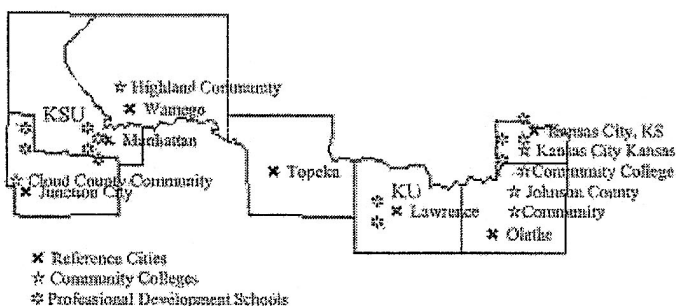 Highland Community
KSU
Wamego
Manhattan
Kansas City, KS
Kansas City Kansas
Community College
Cloud County Community
Junction City
Topeka
KU
Lawrence
Johnson County
Community
Olathe
Reference Cities
Community Colleges
Professional Development Schools